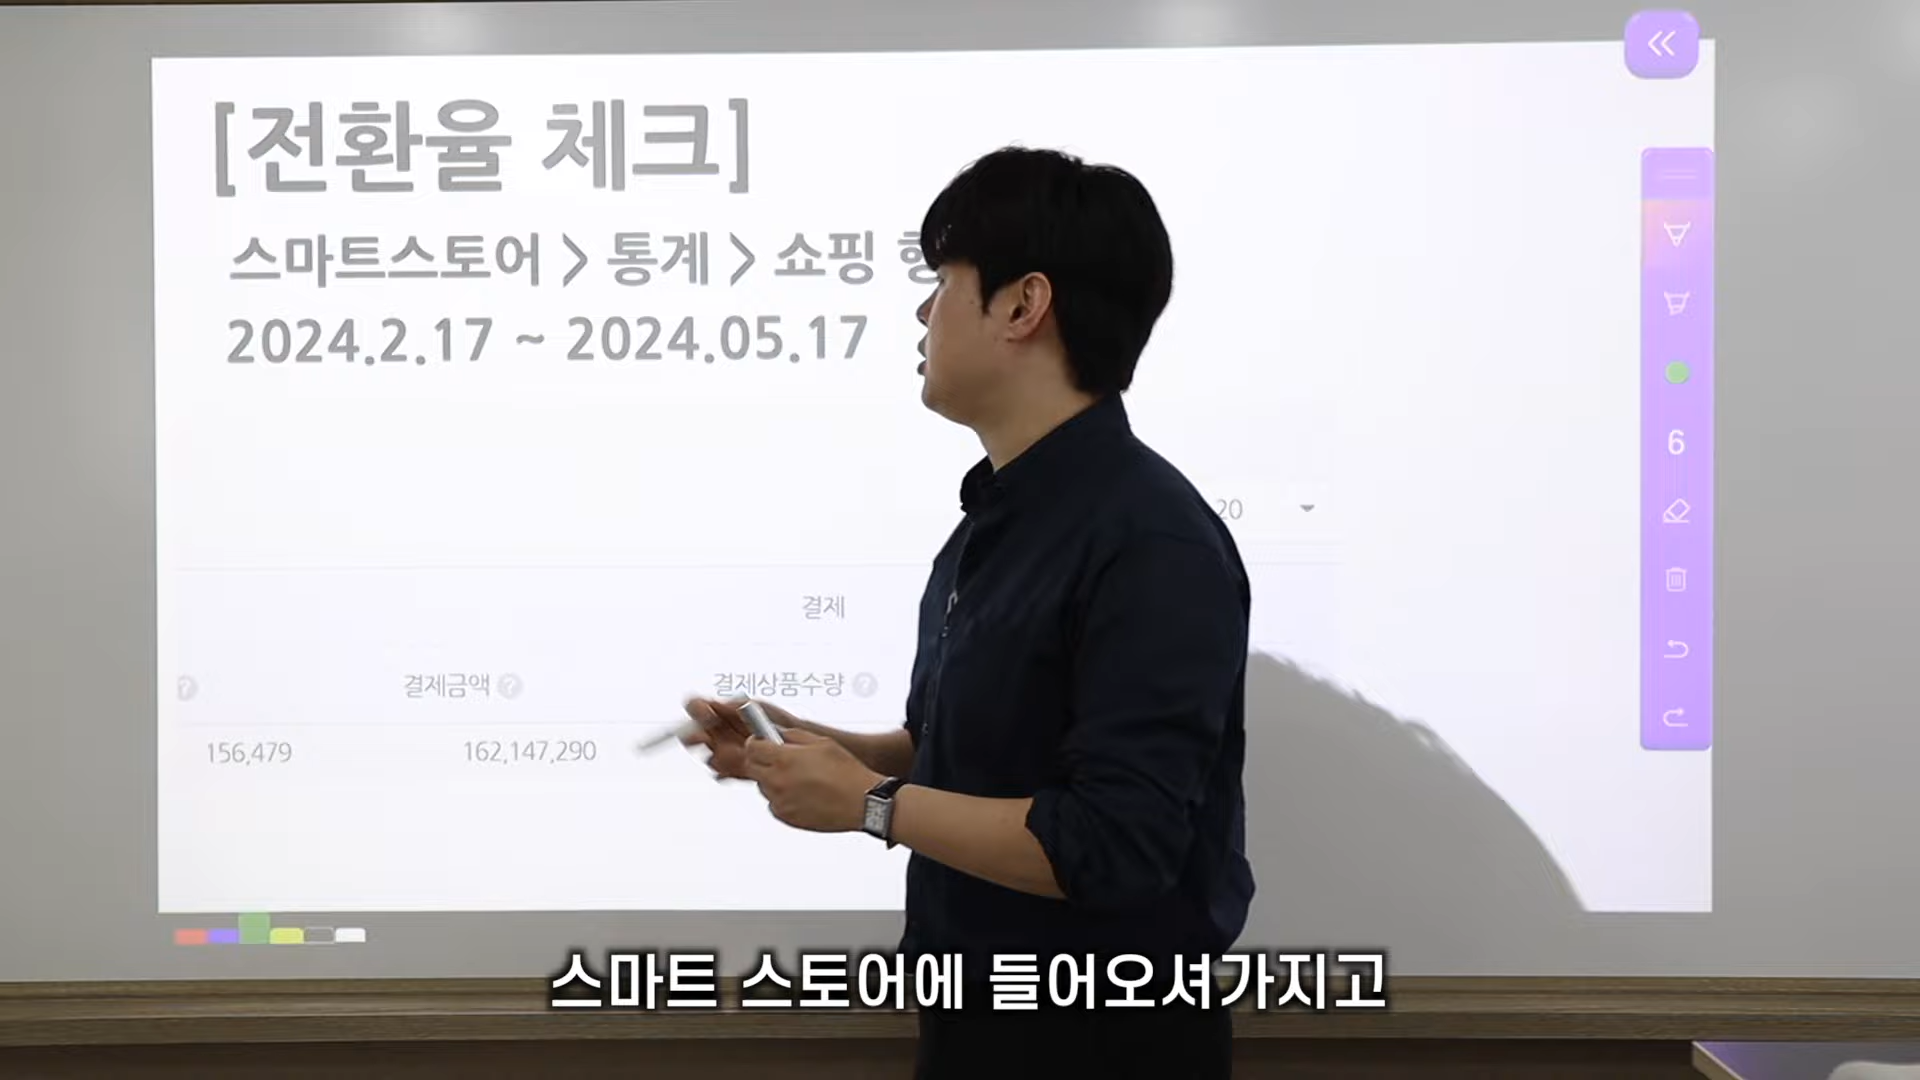 [전환율 체크]
스마트스토어 > 통계 > 쇼핑
2024.2.17 ~ 2024.05.17
20
결제
결제금액
결제상품수량
156,479
162,147,290
6
스마트 스토어에 들어오셔가지고